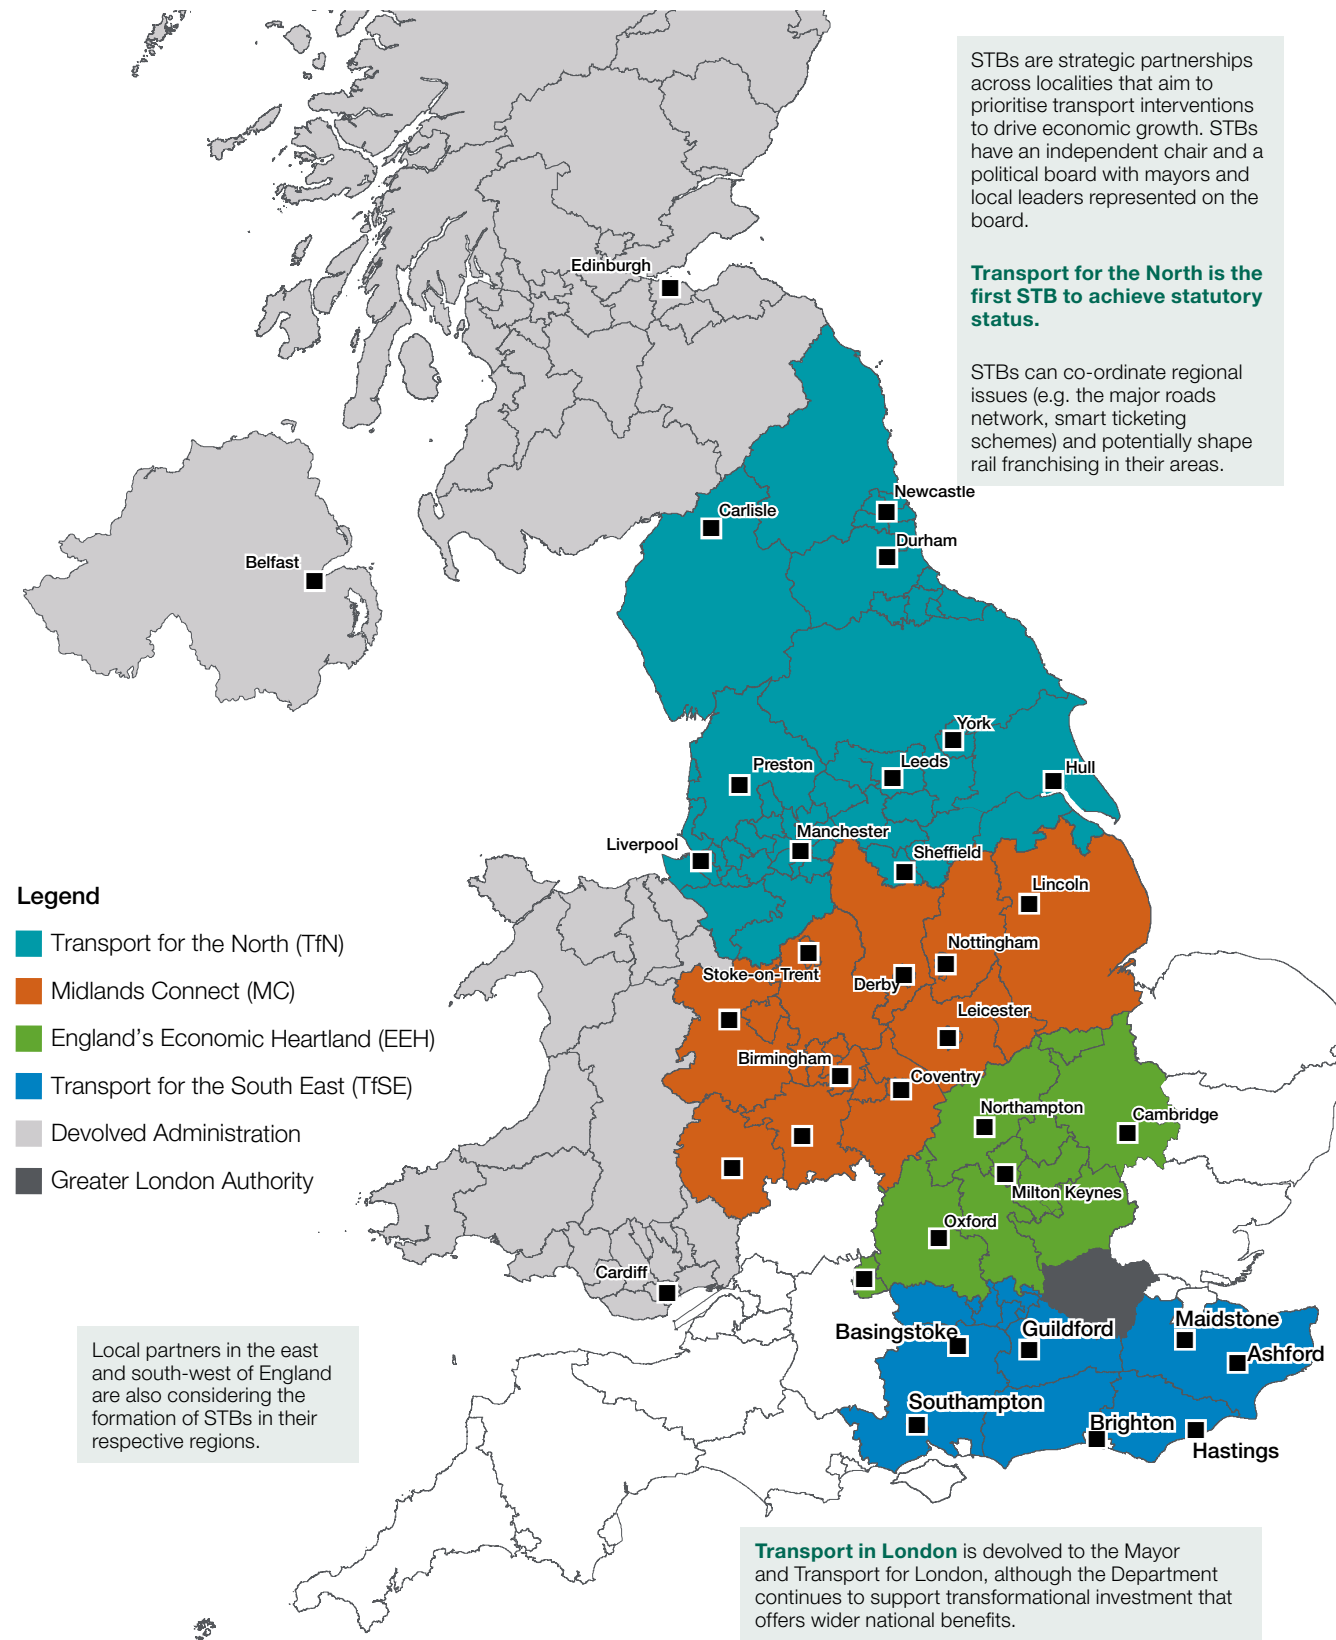 STBs are strategic partnerships
across localities that aim to
prioritise transport interventions
to drive economic growth. STBs
have an independent chair and a
political board with mayors and
local leaders represented on the
board.
Transport for the North is the
first STB to achieve statutory
status.
STBs can co-ordinate regional
issues (e.g. the major roads
network, smart ticketing
schemes) and potentially shape
rail franchising in their areas.
Edinburgh
Newcastle
Carlisle
Durham
Belfast
York
Leeds
Preston
Hull
Manchester
Liverpool
Sheffield
Lincoln
Nottingham
Stoke-on-Trent
Derby
Leicester
Birmingham
Coventry
Northampton
Cambridge
Milton Keynes
Oxford
Cardiff
Basingstoke
Guildford
Maidstone
Ashford
Southampton
Brighton
Hastings
Legend
Transport for the North (TfN)
Midlands Connect (MC)
England’s Economic Heartland (EEH)
Transport for the South East (TfSE)
Devolved Administration
Greater London Authority
Local partners in the east
and south-west of England
are also considering the
formation of STBs in their
respective regions.
Transport in London is devolved to the Mayor
and Transport for London, although the Department
continues to support transformational investment that
offers wider national benefits.